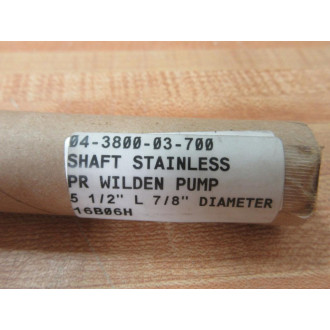 04-3800-03-700
SHAFT STAINLESS
PR WILDEN PUMP
5 1/2" L 7/8" DIAMETER
16B06H